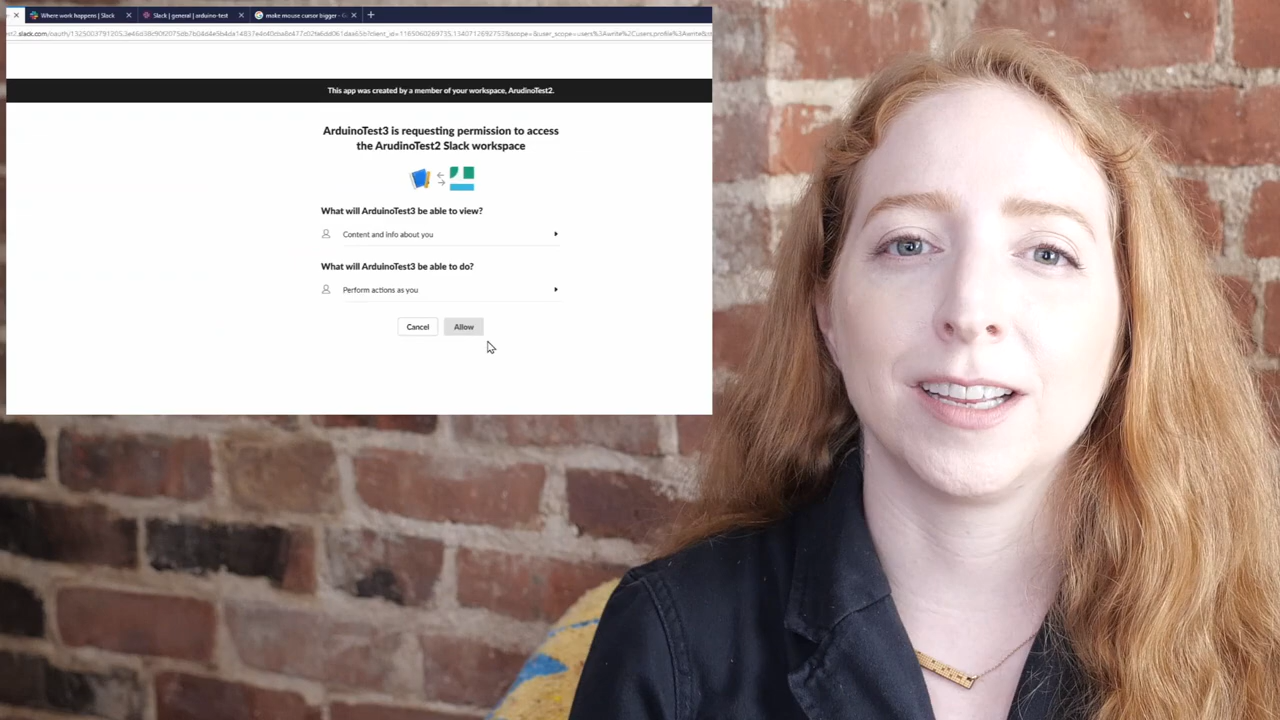 Where work happens | Slack
Slack | general | arduino-test
make mouse cursor bigger - G
This app was created by a member of your workspace, ArudinoTest2.
ArduinoTest3 is requesting permission to access
the ArudinoTest2 Slack workspace
What will ArduinoTest3 be able to view?
Content and info about you
What will ArduinoTest3 be able to do?
Perform actions as you
Cancel
Allow